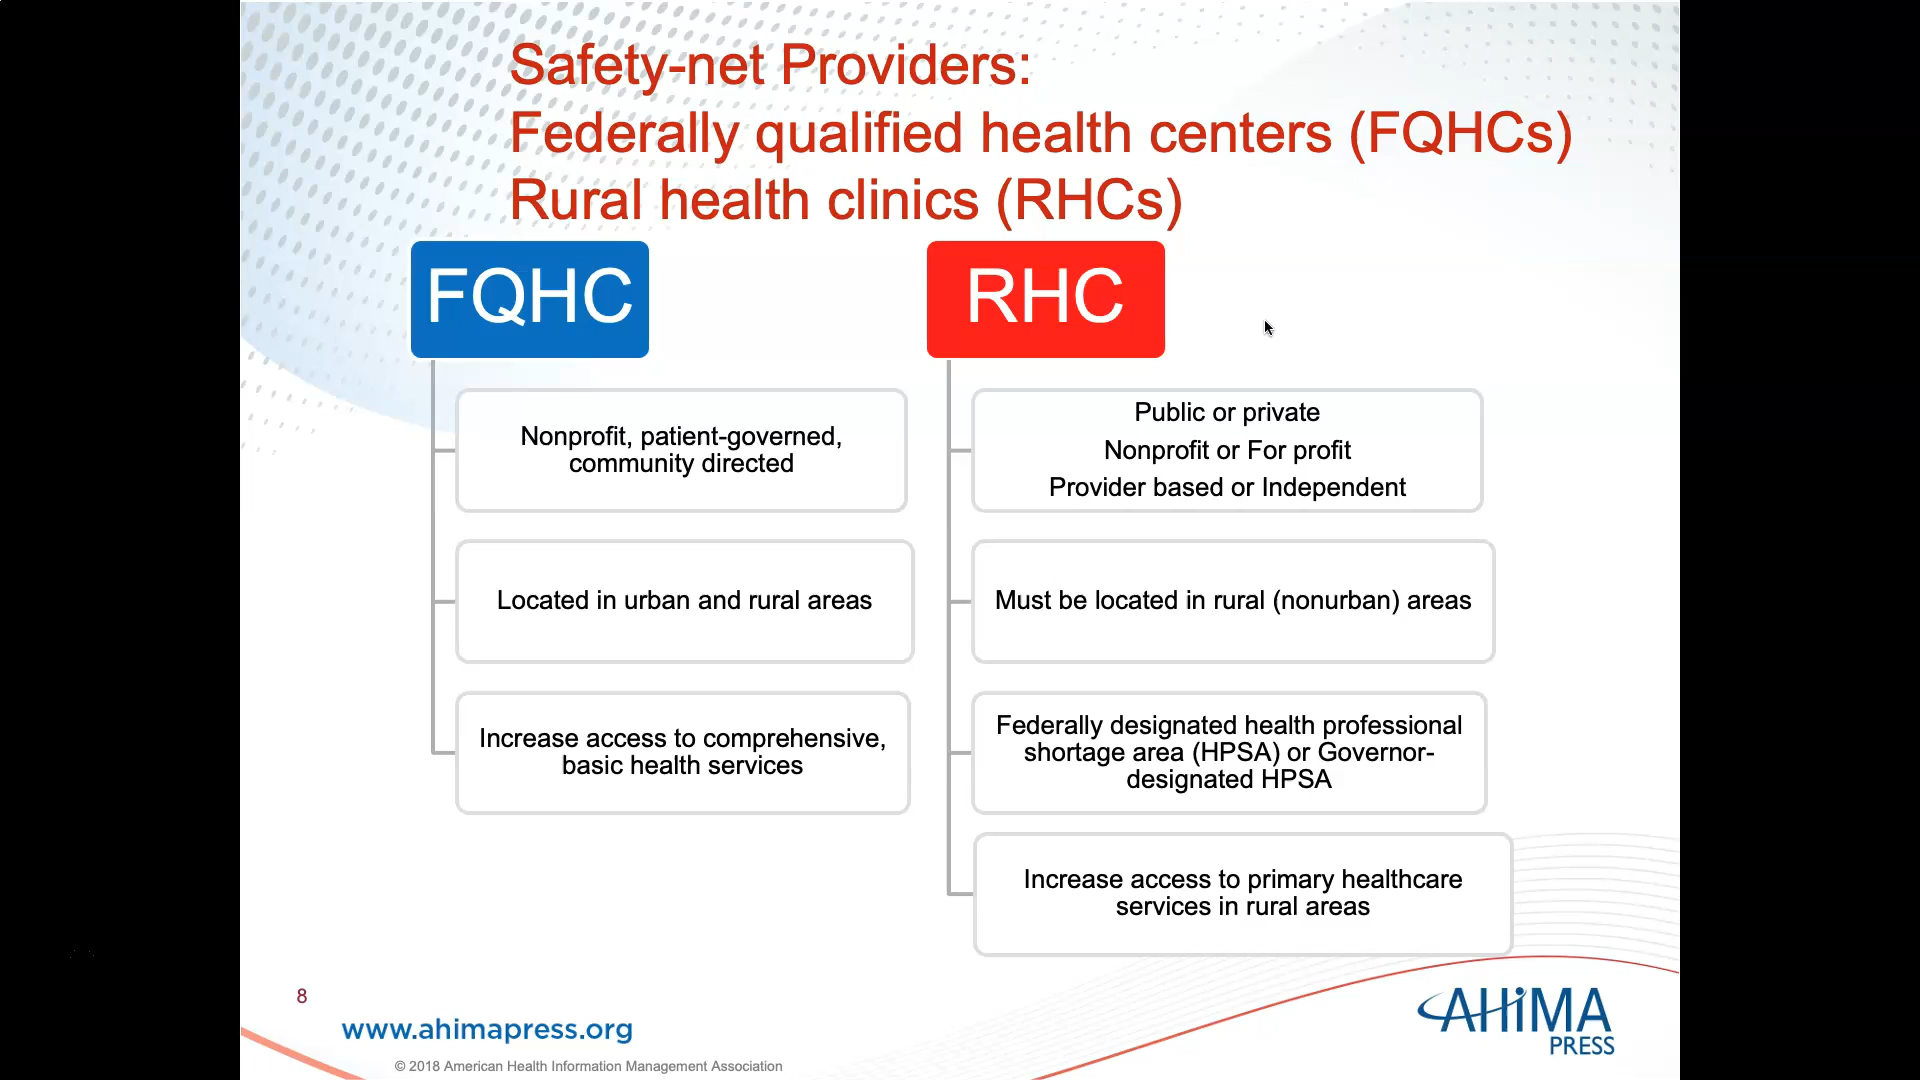 Safety-net Providers:
Federally qualified health centers (FQHCs)
Rural health clinics (RHCs)
FQHC
Nonprofit, patient-governed,
community directed
Located in urban and rural areas
Increase access to comprehensive,
basic health services
RHC
Public or private
Nonprofit or For profit
Provider based or Independent
Must be located in rural (nonurban) areas
Federally designated health professional
shortage area (HPSA) or Governor-
designated HPSA
Increase access to primary healthcare
services in rural areas
8
www.ahimapress.org
© 2018 American Health Information Management Association
AHiMA
PRESS